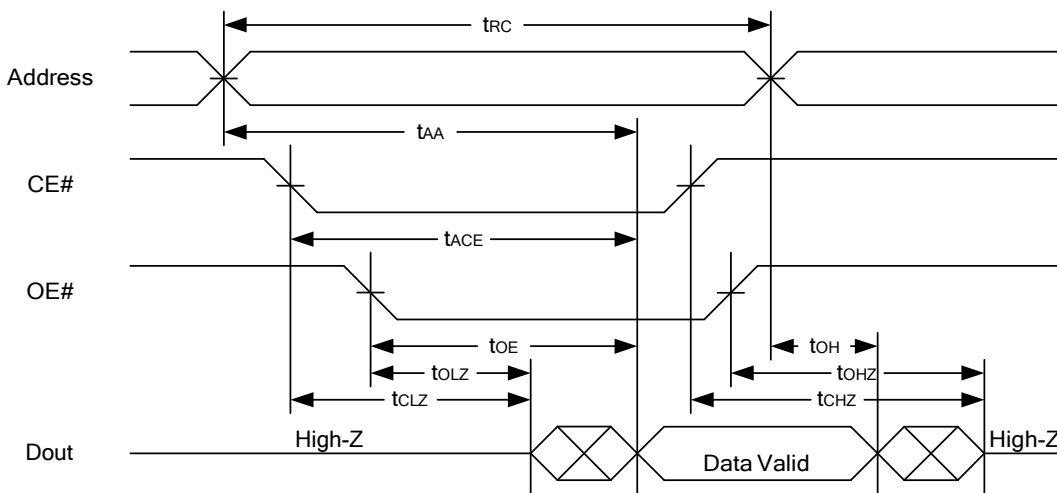 tRC
Address
tAA
CE#
tACE
OE#
tOE
tOH
tOLZ
tOHZ
tCLZ
tCHZ
High-Z
High-Z
Dout
Data Valid